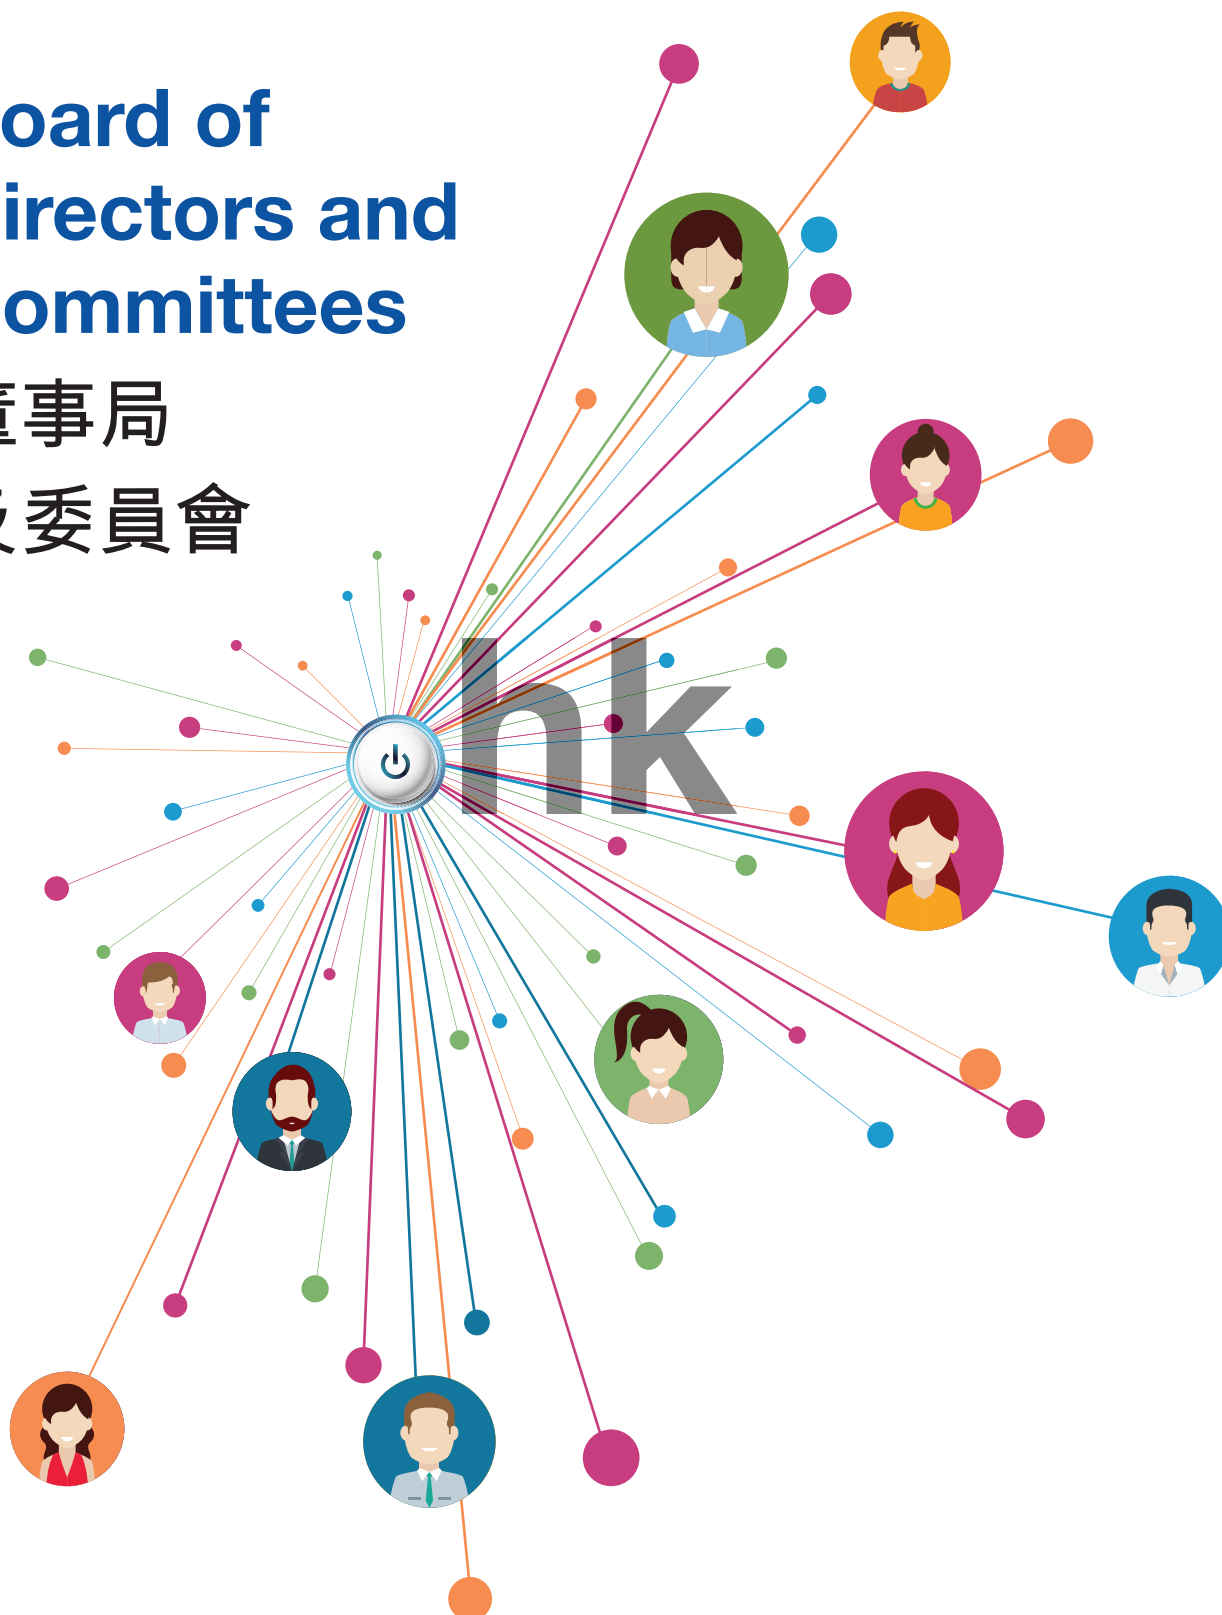 oard of
irectors and
ommittees
董事局
及委員會
hk